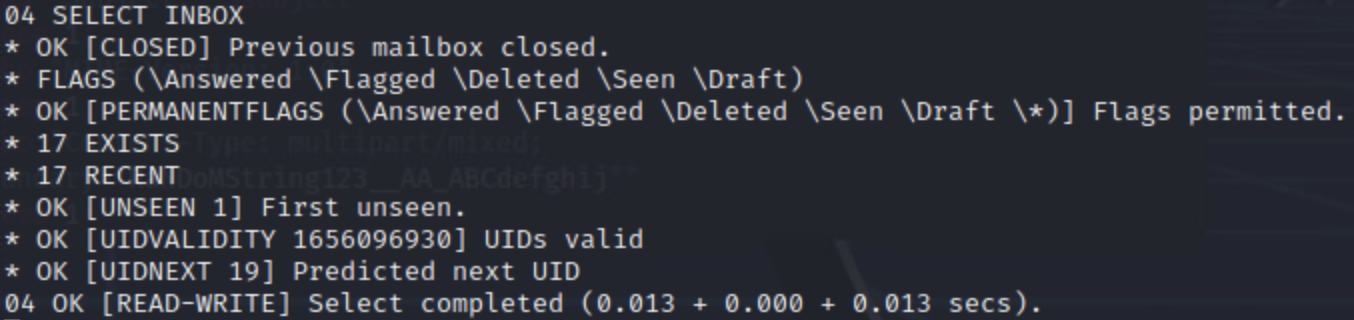 04 SELECT INBOX
* OK [CLOSED] Previous mailbox closed.
* FLAGS (\Answered \Flagged \Deleted \Seen \Draft)
* OK [PERMANENTFLAGS (\Answered \Flagged \Deleted \Seen \Draft \*)] Flags permitted.
* 17 EXISTS
* 17 RECENT
* OK [UNSEEN 1] First unseen.
* OK [UIDVALIDITY 1656096930] UIDs valid
* OK [UIDNEXT 19] Predicted next UID
04 OK [READ-WRITE] Select completed (0.013 + 0.000 + 0.013 secs).